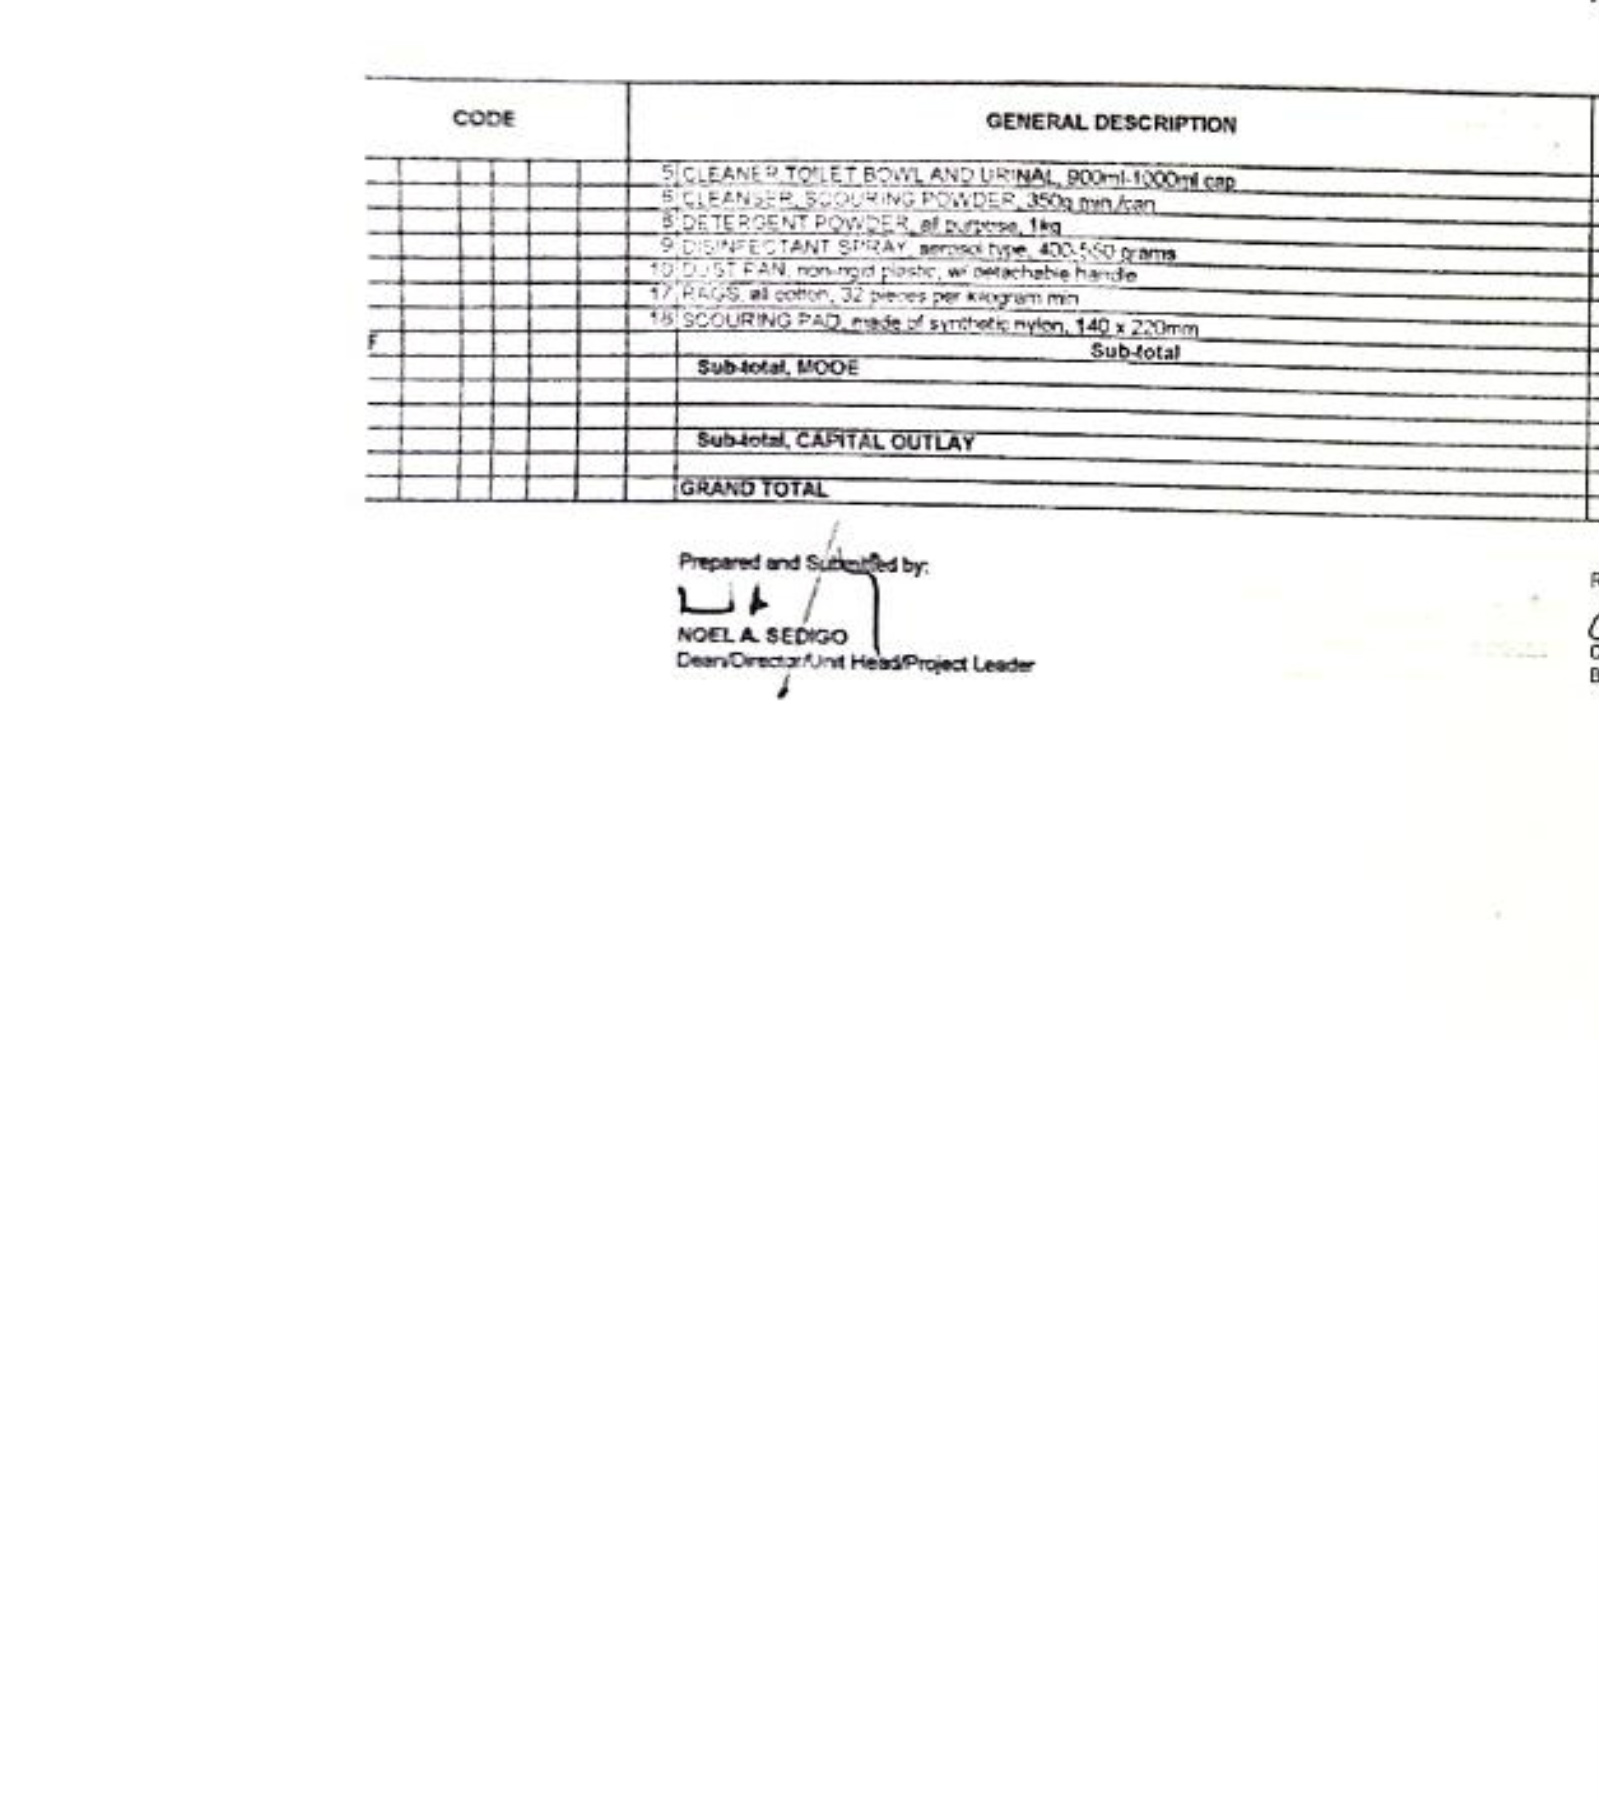 CODE GENERAL DESCRIPTION
5 CLEANER, TOILET BOWL AND URINAL, 900ml-1000ml cap
6 CLEANSER, SCOURING POWDER, 350g min./can
8 DETERGENT POWDER, all purpose, 1kg
9 DISINFECTANT SPRAY, aerosol type, 400-550 grams
10 DUST PAN, non-rigid plastic, w/ detachable handle
17 RAGS, all cotton, 32 pieces per kilogram min
18 SCOURING PAD, made of synthetic nylon, 140 x 220mm
F Sub-total
Sub-total, MOOE
Sub-total, CAPITAL OUTLAY
GRAND TOTAL
Prepared and Submitted by:
NOEL A. SEDIGO
Dean/Director/Unit Head/Project Leader